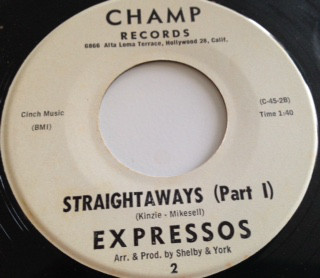 CHAMP
RECORDS
6866 Alta Loma Terrace, Hollywood 28, Calif.
Cinch Music
(BMI)
(C-45-2B)
Time 1:40
STRAIGHTAWAYS (Part I)
(Kinzie - Mikesell)
EXPRESSOS
Arr. & Prod. by Shelby & York
2